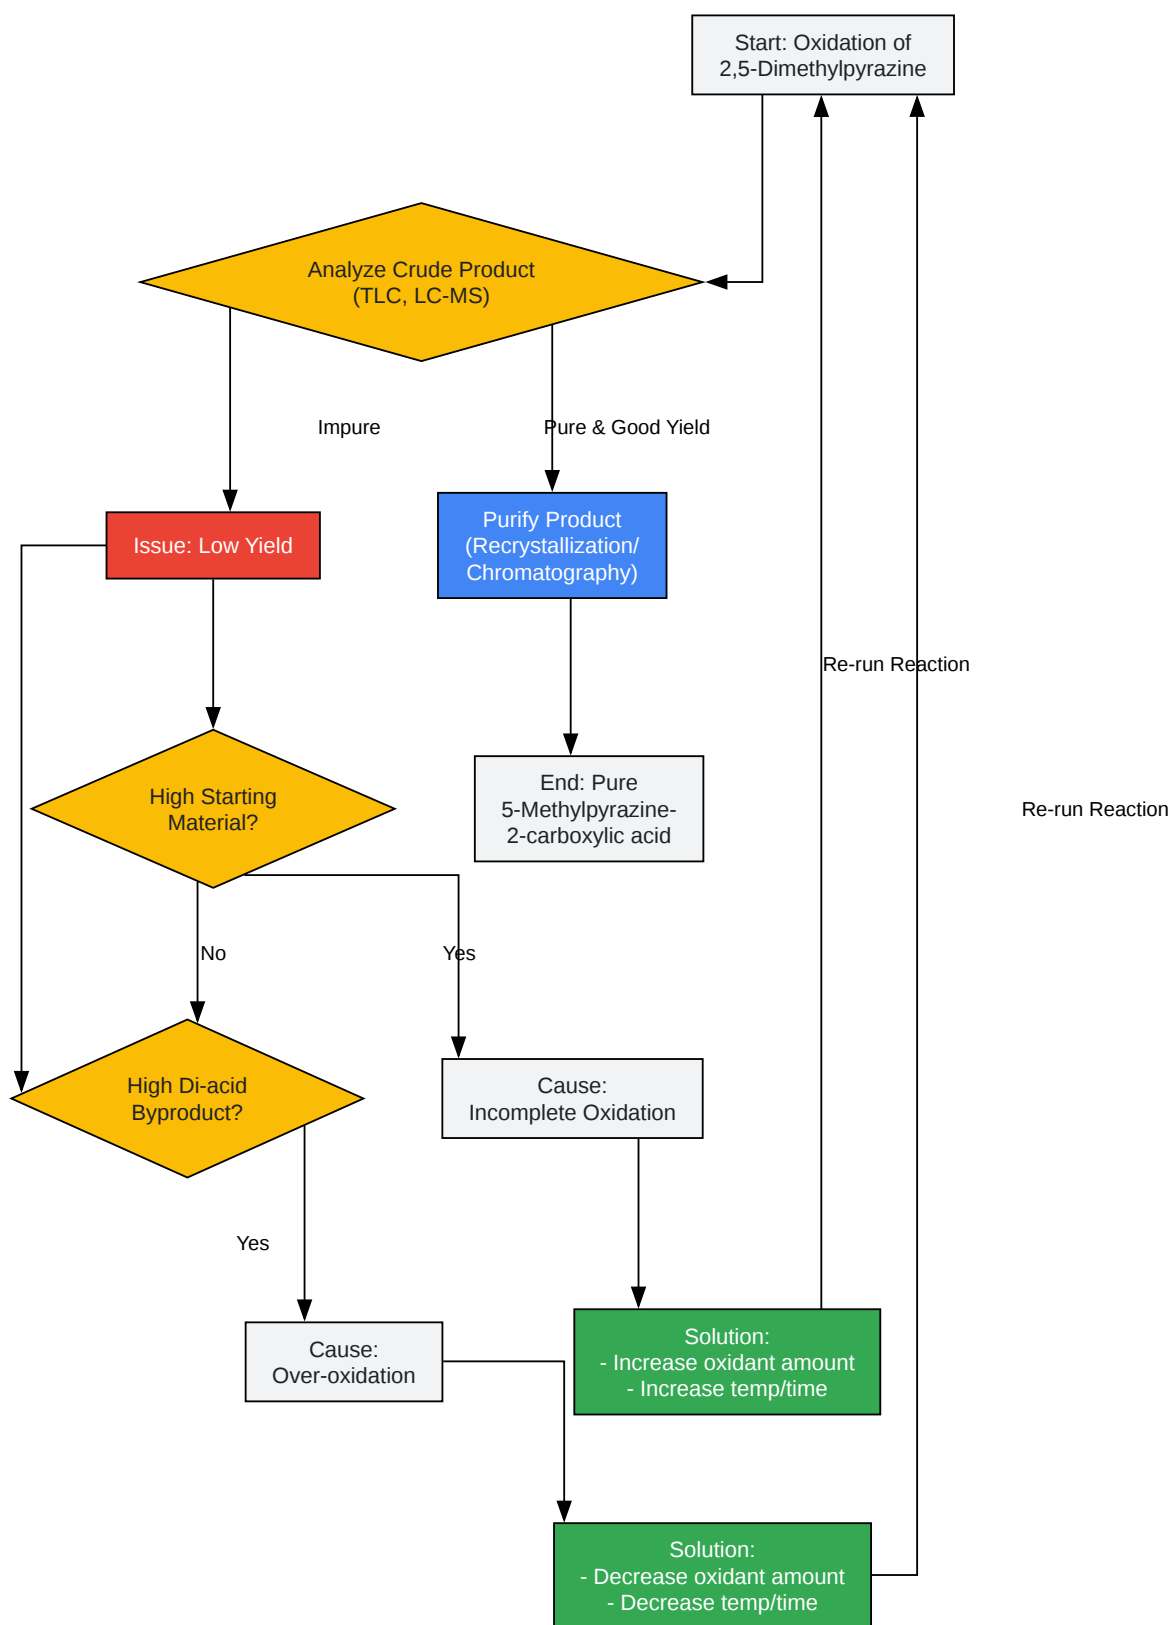 Start: Oxidation of
2,5-Dimethylpyrazine
Analyze Crude Product
(TLC, LC-MS)
Impure
Pure & Good Yield
Issue: Low Yield
Purify Product
(Recrystallization/
Chromatography)
Re-run Reaction
High Starting
Material?
End: Pure
5-Methylpyrazine-
2-carboxylic acid
Re-run Reaction
No
Yes
High Di-acid
Byproduct?
Cause:
Incomplete Oxidation
Yes
Cause:
Over-oxidation
Solution:
- Increase oxidant amount
- Increase temp/time
Solution:
- Decrease oxidant amount
- Decrease temp/time